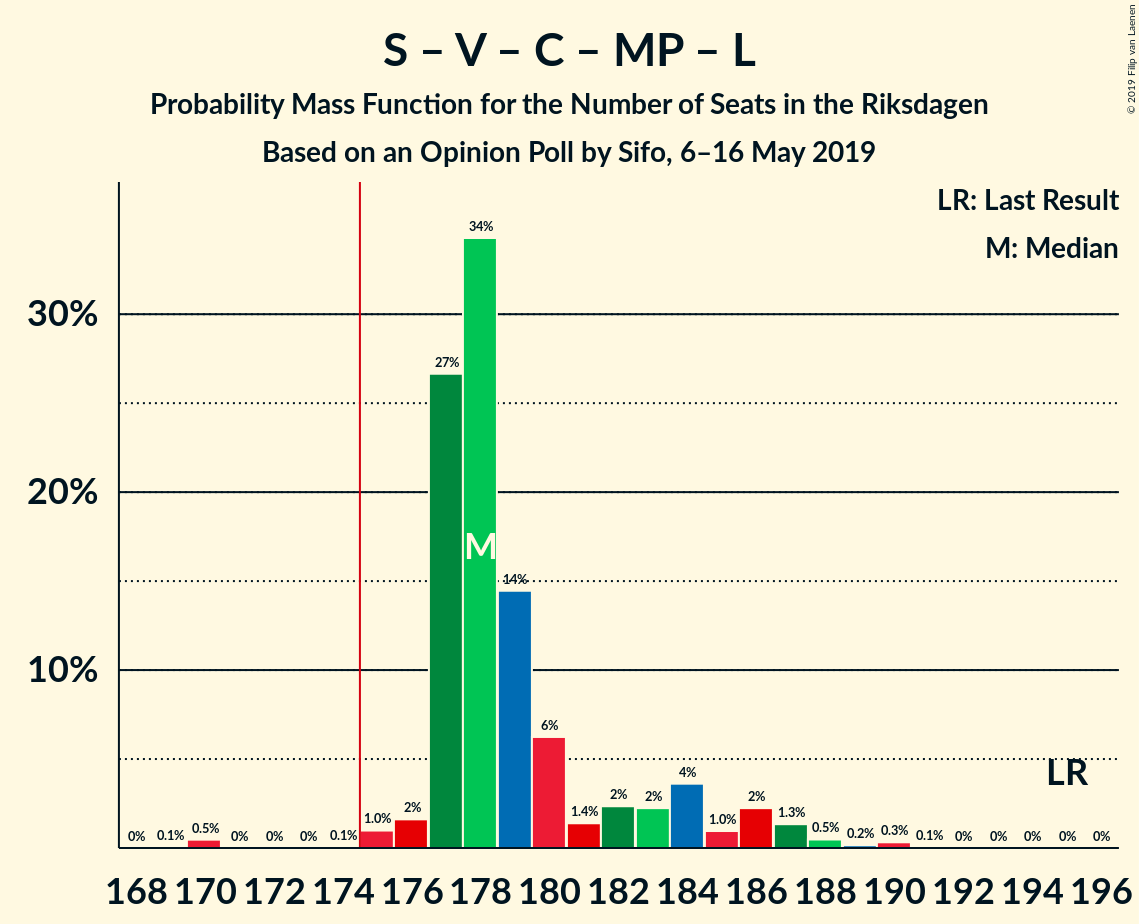 S – V – C – MP – L
Probability Mass Function for the Number of Seats in the Riksdagen
Based on an Opinion Poll by Sifo, 6–16 May 2019
© 2019 Filip van Laenen
LR: Last Result
M: Median
30%
20%
10%
0% 0.1% 0.5% 0% 0% 0% 0.1% 1.0% 2% 27% 34% 14% 6% 1.4% 2% 2% 4% 1.0% 2% 1.3% 0.5% 0.2% 0.3% 0.1% 0% 0% 0% 0% 0%
M
LR
168 170 172 174 176 178 180 182 184 186 188 190 192 194 196